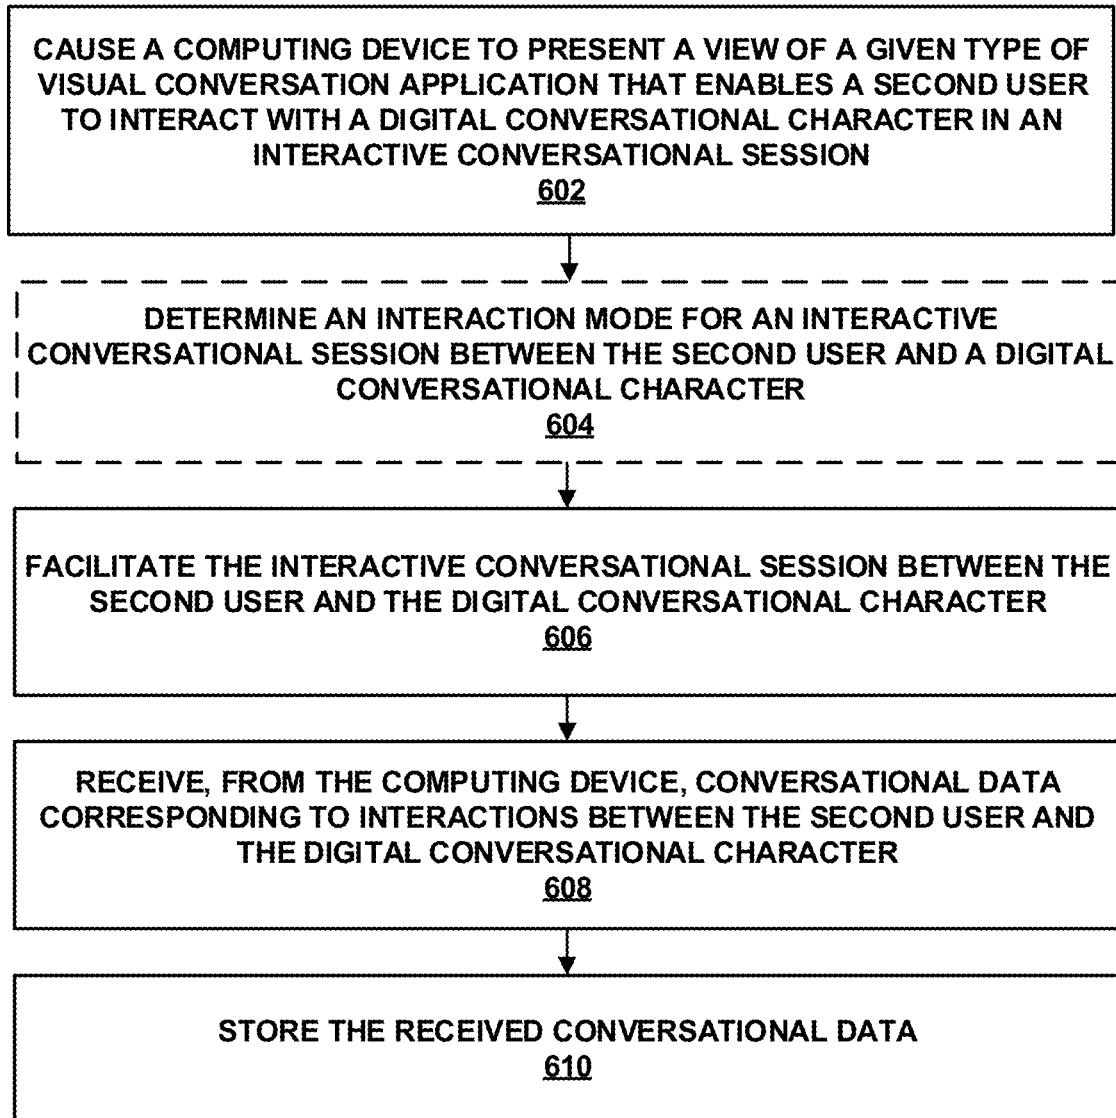 CAUSE A COMPUTING DEVICE TO PRESENT A VIEW OF A GIVEN TYPE OF
VISUAL CONVERSATION APPLICATION THAT ENABLES A SECOND USER
TO INTERACT WITH A DIGITAL CONVERSATIONAL CHARACTER IN AN
INTERACTIVE CONVERSATIONAL SESSION
602
DETERMINE AN INTERACTION MODE FOR AN INTERACTIVE
CONVERSATIONAL SESSION BETWEEN THE SECOND USER AND A DIGITAL
CONVERSATIONAL CHARACTER
604
FACILITATE THE INTERACTIVE CONVERSATIONAL SESSION BETWEEN THE
SECOND USER AND THE DIGITAL CONVERSATIONAL CHARACTER
606
RECEIVE, FROM THE COMPUTING DEVICE, CONVERSATIONAL DATA
CORRESPONDING TO INTERACTIONS BETWEEN THE SECOND USER AND
THE DIGITAL CONVERSATIONAL CHARACTER
608
STORE THE RECEIVED CONVERSATIONAL DATA
610